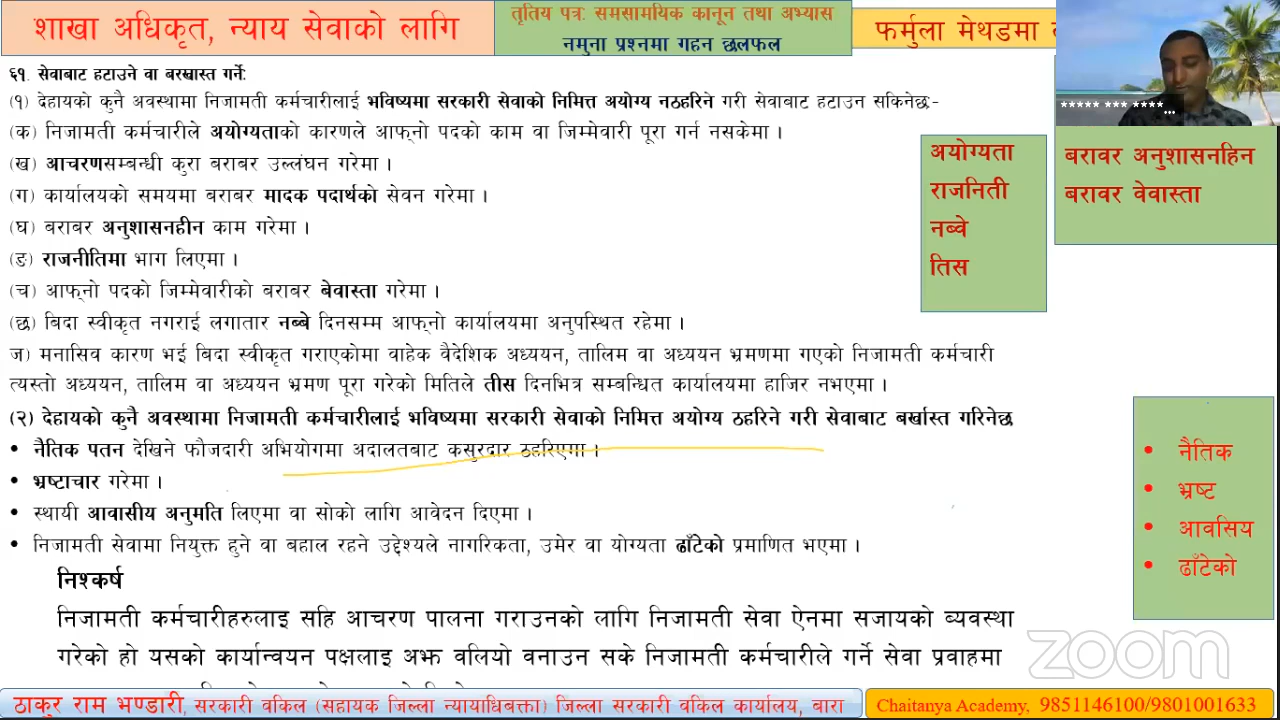 शाखा अधिकृत, न्याय सेवाको लागि
तृतिय पत्र: समसामयिक कानून तथा अभ्यास
नमुना प्रश्नमा गहन छलफल
फर्मुला मेथडमा
***** *** ****...
६१. सेवाबाट हटाउने वा बरखास्त गर्ने:
(१) देहायको कुनै अवस्थामा निजामती कर्मचारीलाई भविष्यमा सरकारी सेवाको निमित्त अयोग्य नठहरिने गरी सेवाबाट हटाउन सकिनेछ:-
(क) निजामती कर्मचारीले अयोग्यताको कारणले आफ्‌नो पदको काम वा जिम्मेवारी पूरा गर्न नसकेमा ।
(ख) आचरणसम्बन्धी कुरा बराबर उल्लंघन गरेमा ।
(ग) कार्यालयको समयमा बराबर मादक पदार्थको सेवन गरेमा ।
(घ) बराबर अनुशासनहीन काम गरेमा ।
(ङ) राजनीतिमा भाग लिएमा ।
(च) आफ्‌नो पदको जिम्मेवारीको बराबर बेवास्ता गरेमा ।
(छ) बिदा स्वीकृत नगराई लगातार नब्बे दिनसम्म आफ्‌नो कार्यालयमा अनुपस्थित रहेमा ।
ज) मनासिव कारण भई बिदा स्वीकृत गराएकोमा वाहेक वैदेशिक अध्ययन, तालिम वा अध्ययन भ्रमणमा गएको निजामती कर्मचारी
त्यस्तो अध्ययन, तालिम वा अध्ययन भ्रमण पूरा गरेको मितिले तीस दिनभित्र सम्बन्धित कार्यालयमा हाजिर नभएमा ।
(२) देहायको कुनै अवस्थामा निजामती कर्मचारीलाई भविष्यमा सरकारी सेवाको निमित्त अयोग्य ठहरिने गरी सेवाबाट बर्खास्त गरिनेछ
• नैतिक पतन देखिने फौजदारी अभियोगमा अदालतबाट कसुरदार ठहरिएमा ।
• भ्रष्टाचार गरेमा ।
• स्थायी आवासीय अनुमति लिएमा वा सोको लागि आवेदन दिएमा ।
• निजामती सेवामा नियुक्त हुने वा बहाल रहने उद्देश्यले नागरिकता, उमेर वा योग्यता ढाँटेको प्रमाणित भएमा ।
निश्कर्ष
निजामती कर्मचारीहरुलाइ सहि आचरण पालना गराउनको लागि निजामती सेवा ऐनमा सजायको ब्यवस्था
गरेको हो यसको कार्यान्वयन पक्षलाइ अझ वलियो वनाउन सके निजामती कर्मचारीले गर्ने सेवा प्रवाहमा
अयोग्यता
राजनिती
नब्वे
तिस
बरावर अनुशासनहिन
बरावर वेवास्ता
• नैतिक
• भ्रष्ट
• आवसिय
• ढाँटेको
zoom
ठाकुर राम भण्डारी, सरकारी वकिल (सहायक जिल्ला न्यायाधिबक्ता) जिल्ला सरकारी वकिल कार्यालय, बारा
Chaitanya Academy, 9851146100/9801001633